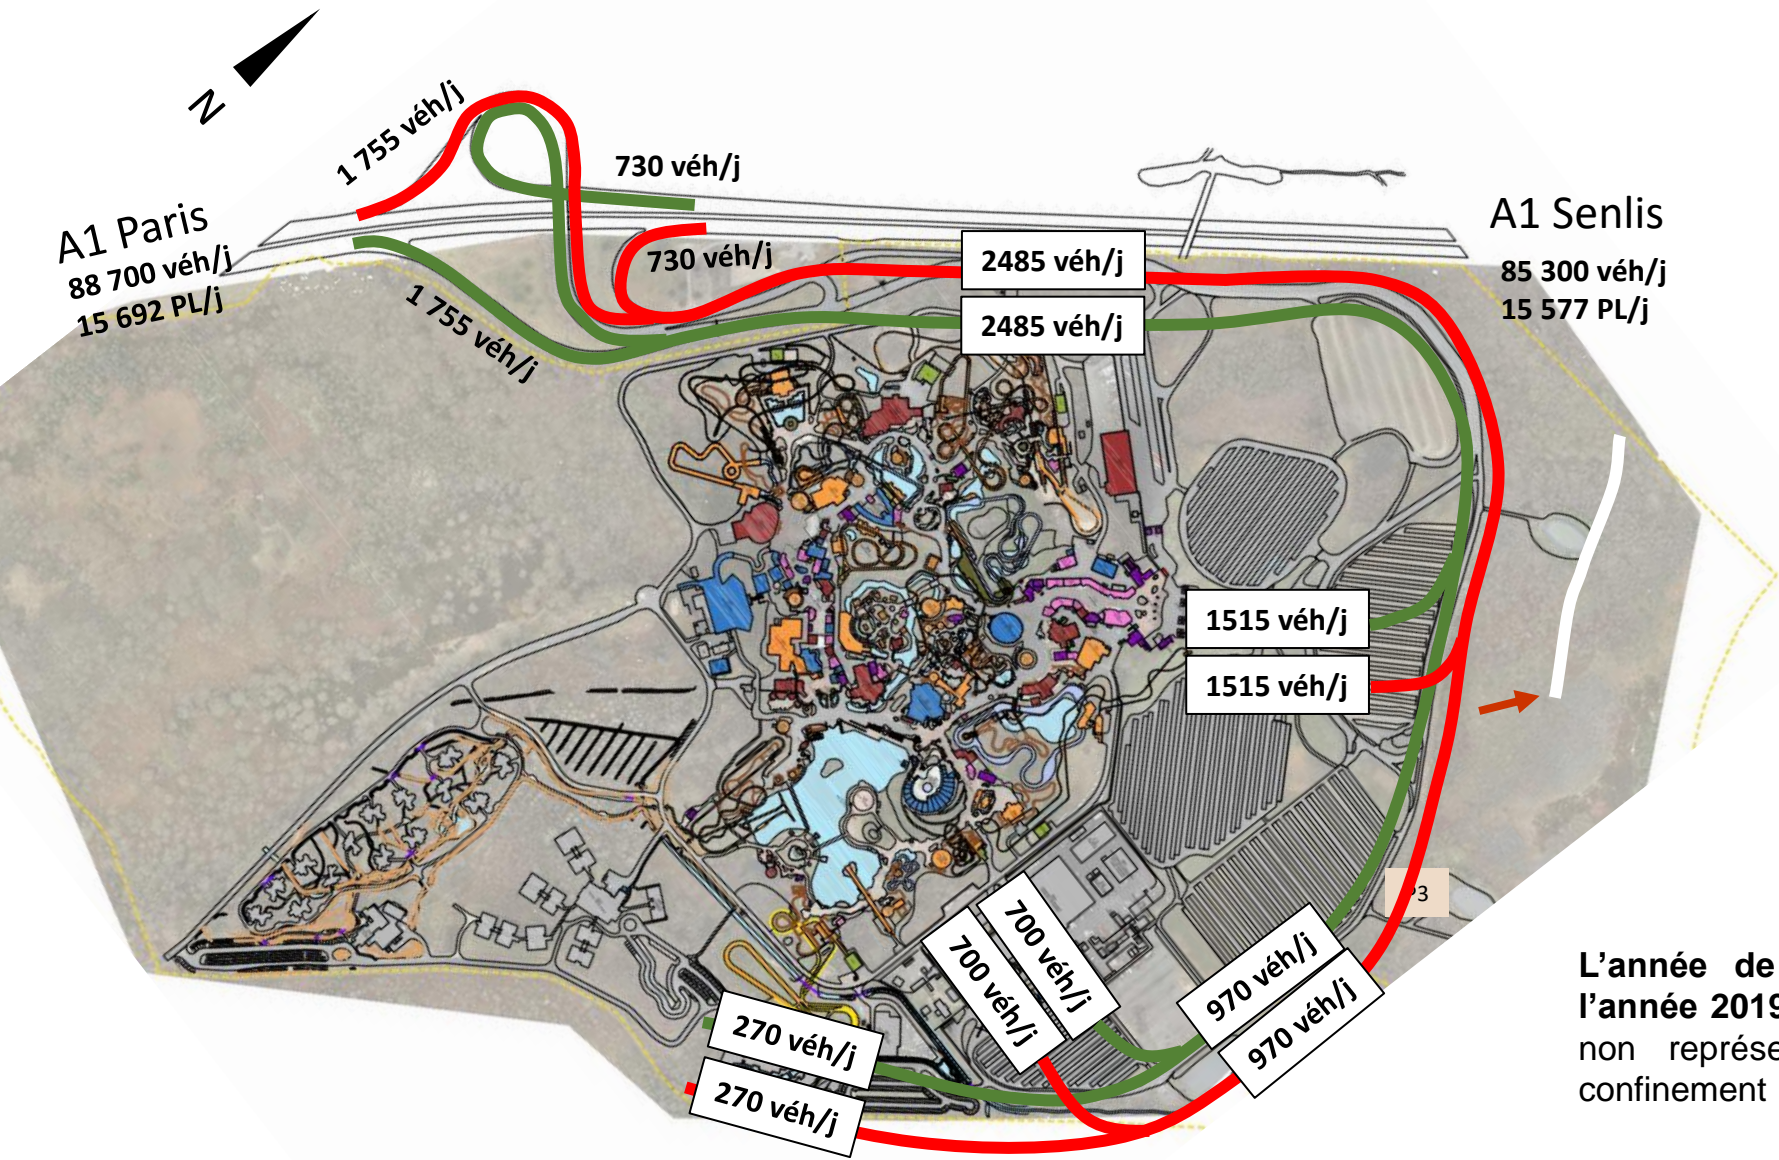 N
1 755 véh/j
730 véh/j
A1 Paris
88 700 véh/j
15 692 PL/j
730 véh/j
1 755 véh/j
2485 véh/j
2485 véh/j
A1 Senlis
85 300 véh/j
15 577 PL/j
1515 véh/j
1515 véh/j
700 véh/j
700 véh/j
970 véh/j
970 véh/j
270 véh/j
270 véh/j
P3
L’année de
l’année 2019
non représe
confinement